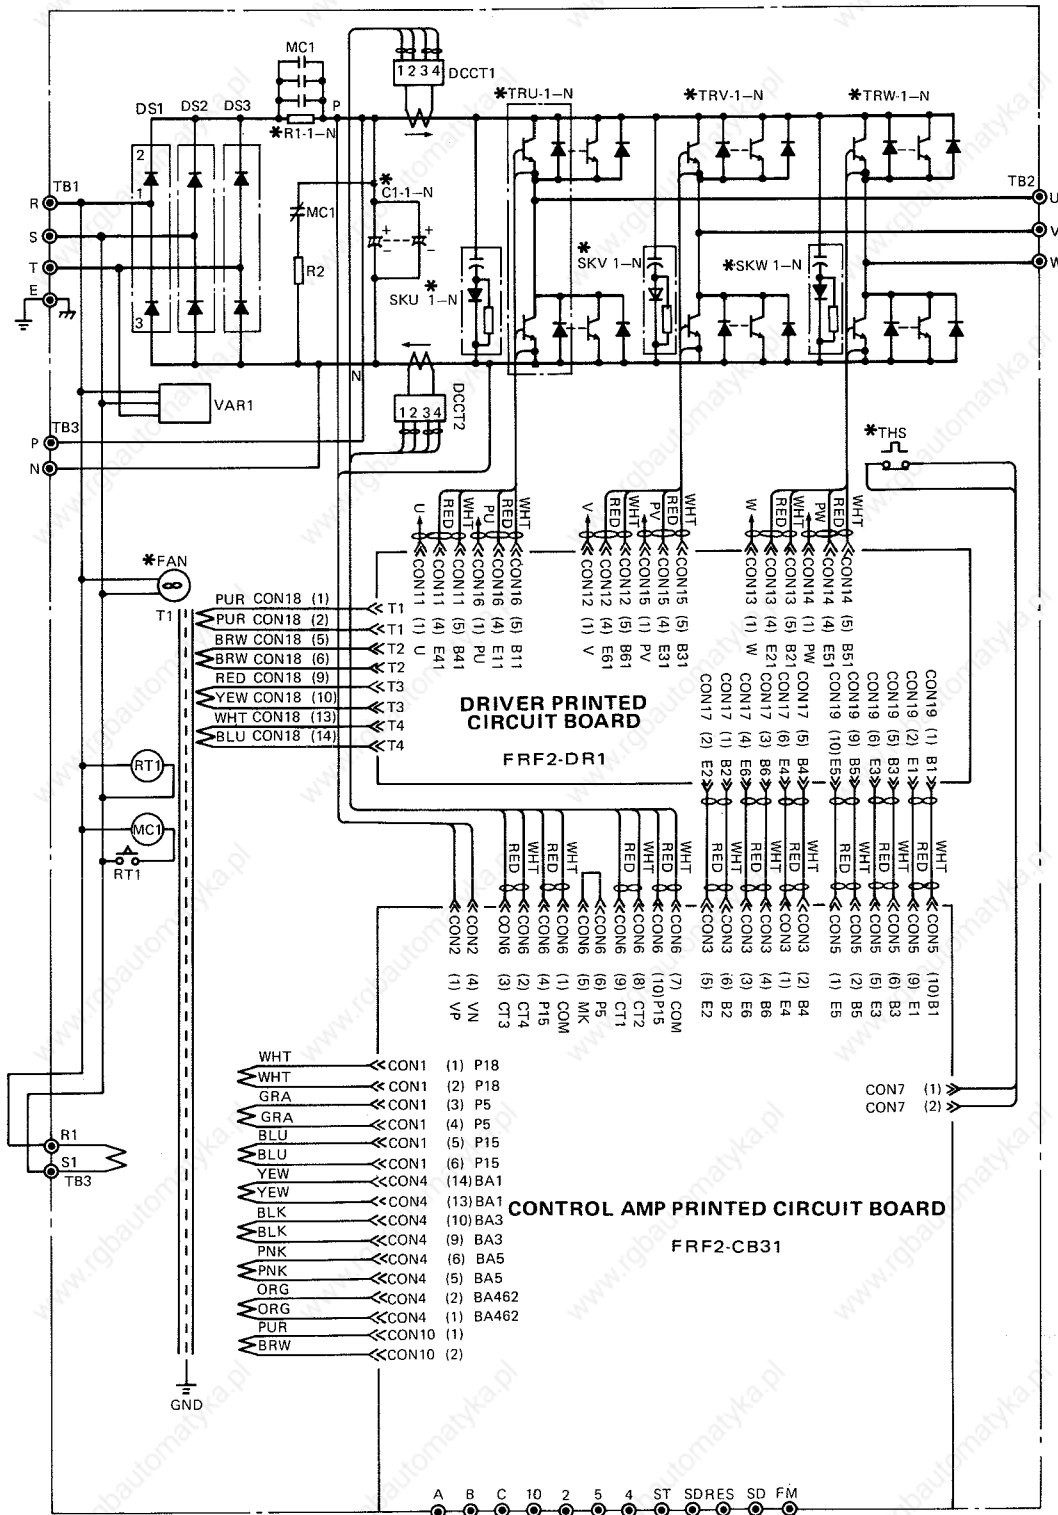 MC1
1 2 3 4 DCCT1
DS1 DS2 DS3
P
*R1-1-N
*TRU-1-N
*TRV-1-N
*TRW-1-N
2
1
3
TB1
R
S
T
E
MC1
R2
*
C1-1-N
+
-
+
-
*
SKU 1-N
*
SKV 1-N
*SKW 1-N
TB2
U
V
W
N
1 2 3 4
DCCT2
VAR1
TB3
P
N
*THS
*FAN
T1
U
RED
WHT
PU
RED
WHT
V
RED
WHT
PV
RED
WHT
W
RED
WHT
PW
RED
WHT
CON11 (1) U
CON11 (4) E41
CON11 (5) B41
CON16 (1) PU
CON16 (4) E11
CON16 (5) B11
CON12 (1) V
CON12 (4) E61
CON12 (5) B61
CON15 (1) PV
CON15 (4) E31
CON15 (5) B31
CON13 (1) W
CON13 (4) E21
CON13 (5) B21
CON14 (1) PW
CON14 (4) E51
CON14 (5) B51
PUR CON18 (1) T1
PUR CON18 (2) T1
BRW CON18 (5) T2
BRW CON18 (6) T2
RED CON18 (9) T3
YEW CON18 (10) T3
WHT CON18 (13) T4
BLU CON18 (14) T4
DRIVER PRINTED
CIRCUIT BOARD
FRF2-DR1
CON17 (2) E2
CON17 (1) B2
CON17 (4) E6
CON17 (3) B6
CON17 (6) E4
CON17 (5) B4
CON19 (10) E5
CON19 (9) B5
CON19 (6) E3
CON19 (5) B3
CON19 (2) E1
CON19 (1) B1
RT1
MC1
RT1
RED
WHT
RED
WHT
RED
WHT
RED
WHT
RED
WHT
RED
WHT
RED
WHT
RED
WHT
RED
WHT
RED
WHT
CON2 (1) VP
CON2 (4) VN
CON6 (3) CT3
CON6 (2) CT4
CON6 (4) P15
CON6 (1) COM
CON6 (5) MK
CON6 (6) P5
CON6 (9) CT1
CON6 (8) CT2
CON6 (10) P15
CON6 (7) COM
CON3 (5) E2
CON3 (6) B2
CON3 (3) E6
CON3 (4) B6
CON3 (1) E4
CON3 (2) B4
CON5 (1) E5
CON5 (2) B5
CON5 (5) E3
CON5 (6) B3
CON5 (9) E1
CON5 (10) B1
WHT CON1 (1) P18
WHT CON1 (2) P18
GRA CON1 (3) P5
GRA CON1 (4) P5
BLU CON1 (5) P15
BLU CON1 (6) P15
YEW CON4 (14) BA1
YEW CON4 (13) BA1
BLK CON4 (10) BA3
BLK CON4 (9) BA3
PNK CON4 (6) BA5
PNK CON4 (5) BA5
ORG CON4 (2) BA462
ORG CON4 (1) BA462
PUR CON10 (1)
BRW CON10 (2)
CON7 (1)
CON7 (2)
R1
S1
TB3
CONTROL AMP PRINTED CIRCUIT BOARD
FRF2-CB31
GND
A B C 10 2 5 4 ST SD RES SD FM
www.rgbautomatyka.pl